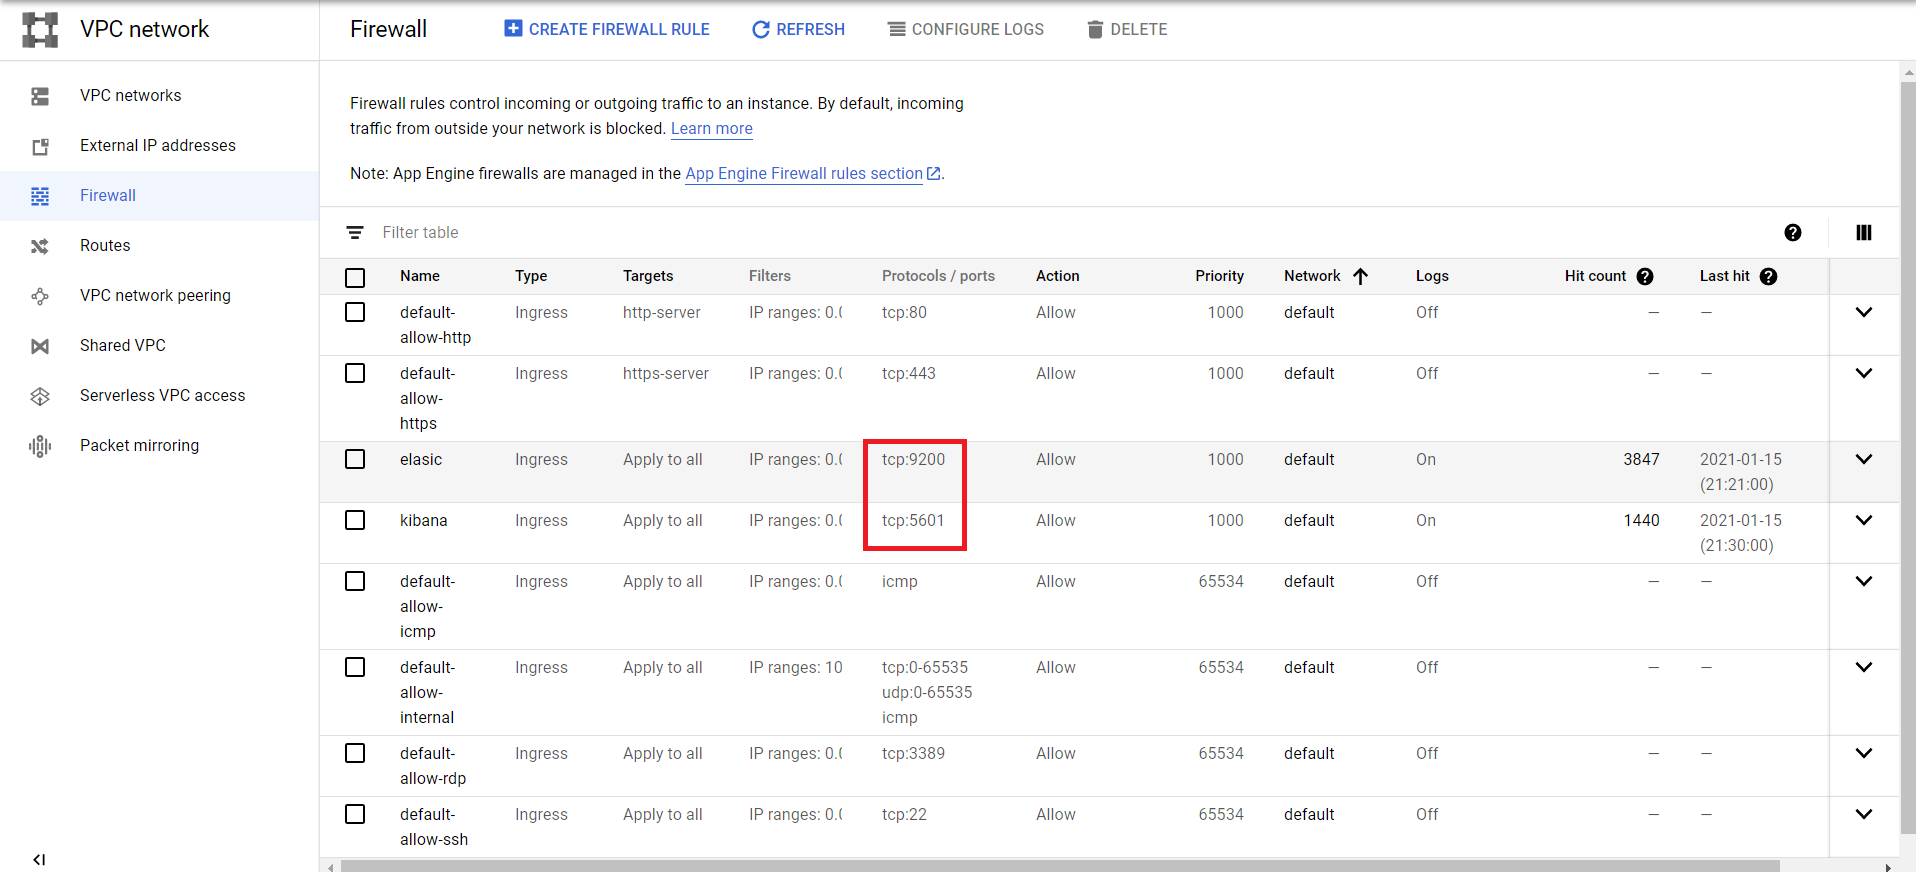 VPC network
Firewall
CREATE FIREWALL RULE
REFRESH
CONFIGURE LOGS
DELETE
VPC networks
External IP addresses
Firewall
Routes
VPC network peering
Shared VPC
Serverless VPC access
Packet mirroring
Firewall rules control incoming or outgoing traffic to an instance. By default, incoming
traffic from outside your network is blocked. Learn more
Note: App Engine firewalls are managed in the App Engine Firewall rules section.
Filter table
Name Type Targets Filters Protocols / ports Action Priority Network Logs Hit count Last hit
default- Ingress http-server IP ranges: 0.( tcp:80 Allow 1000 default Off — —
allow-http
default- Ingress https-server IP ranges: 0.( tcp:443 Allow 1000 default Off — —
allow-
https
elasic Ingress Apply to all IP ranges: 0.( tcp:9200 Allow 1000 default On 3847 2021-01-15
(21:21:00)
kibana Ingress Apply to all IP ranges: 0.( tcp:5601 Allow 1000 default On 1440 2021-01-15
(21:30:00)
default- Ingress Apply to all IP ranges: 0.( icmp Allow 65534 default Off — —
allow-
icmp
default- Ingress Apply to all IP ranges: 10 tcp:0-65535 Allow 65534 default Off — —
allow- udp:0-65535
internal icmp
default- Ingress Apply to all IP ranges: 0.( tcp:3389 Allow 65534 default Off — —
allow-rdp
default- Ingress Apply to all IP ranges: 0.( tcp:22 Allow 65534 default Off — —
allow-ssh